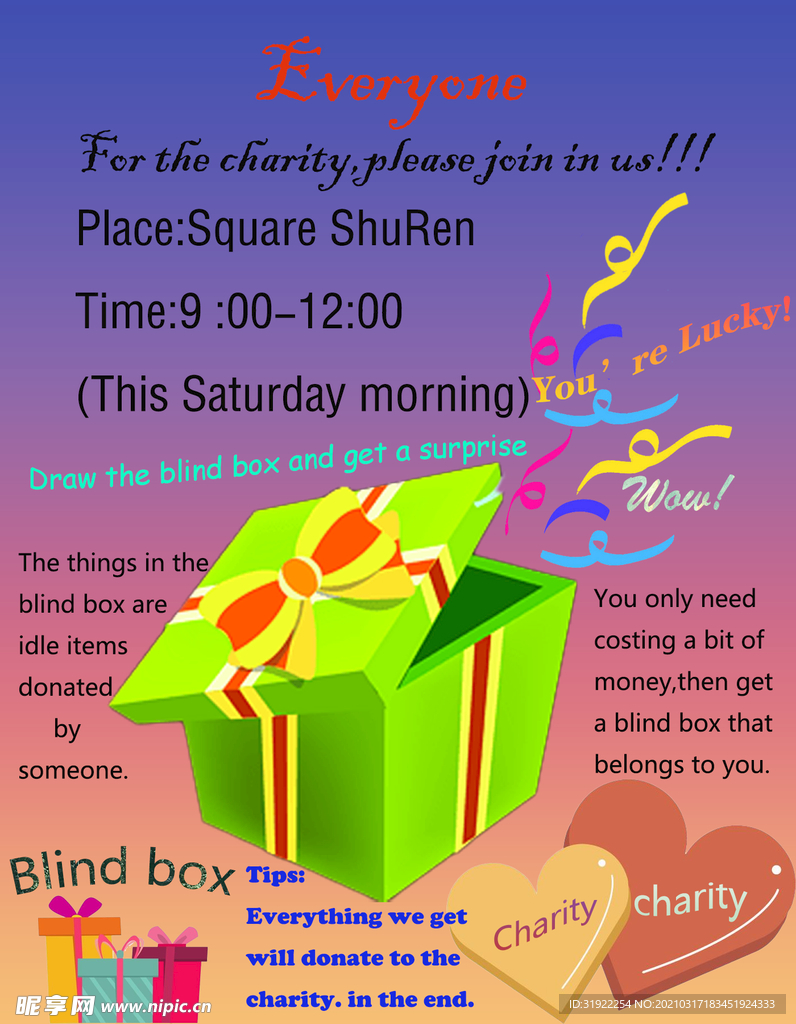 Everyone
For the charity,please join in us!!!
Place:Square ShuRen
Time:9 :00–12:00
(This Saturday morning)
You’ re Lucky!
Draw the blind box and get a surprise
Wow!
The things in the
blind box are
idle items
donated
by
someone.
You only need
costing a bit of
money,then get
a blind box that
belongs to you.
Blind box
Tips:
Everything we get
will donate to the
charity. in the end.
Charity
charity
昵享网 www.nipic.cn
ID:31922254 NO:20210317183451924333